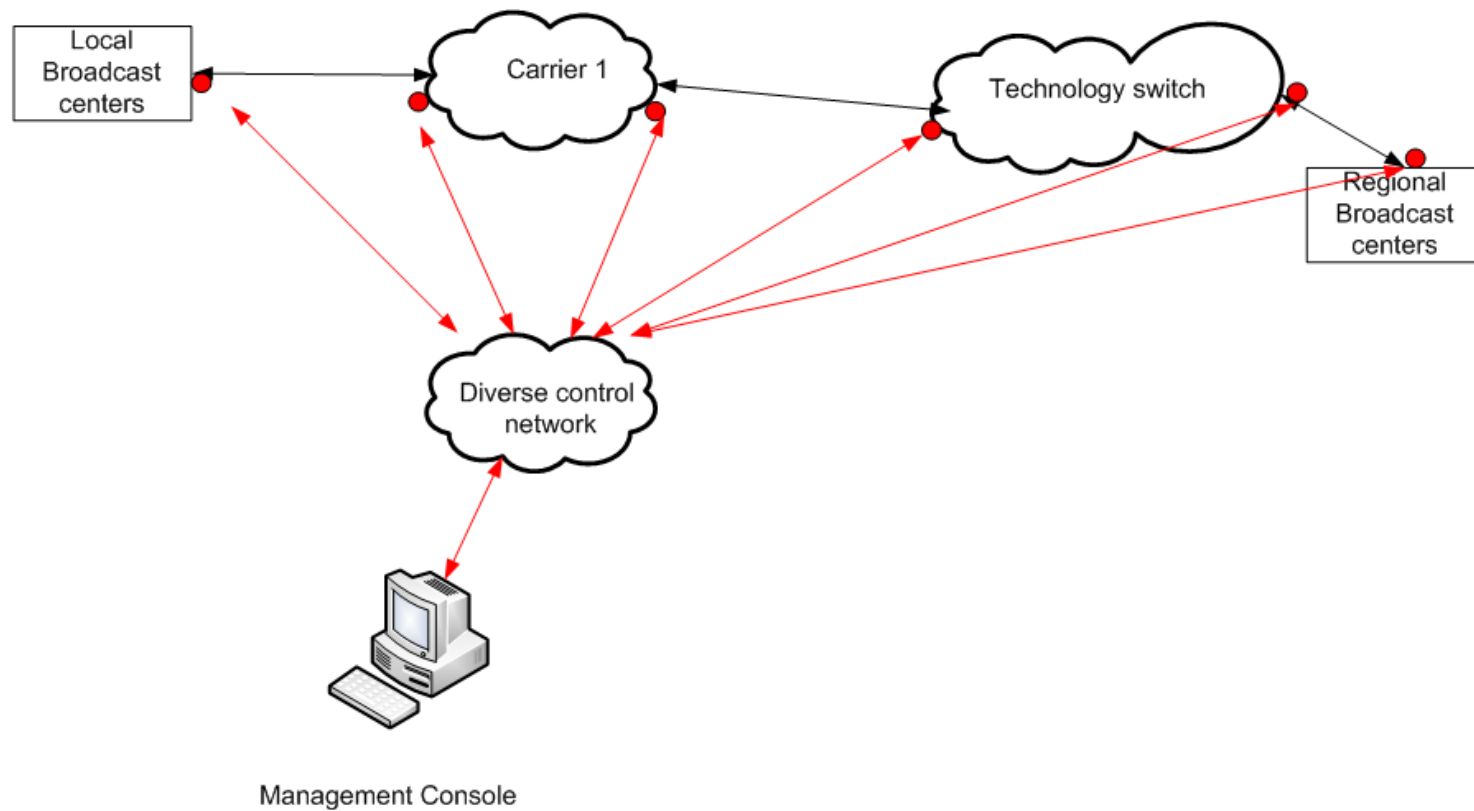 Local
Broadcast
centers
Carrier 1
Technology switch
Regional
Broadcast
centers
Diverse control
network
Management Console